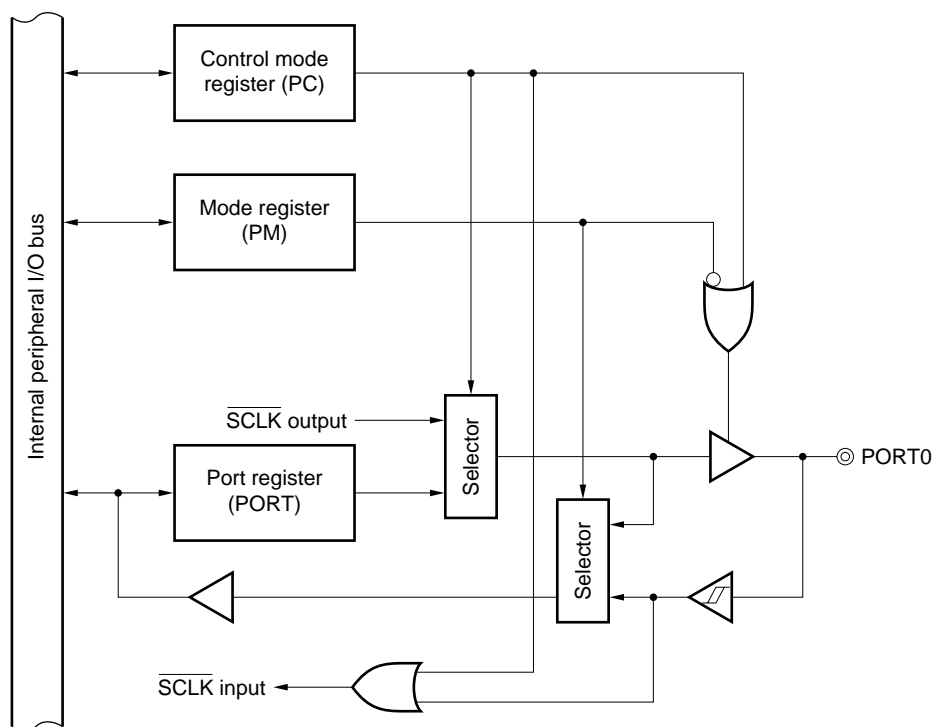 Control mode
register (PC)
Mode register
(PM)
Internal peripheral I/O bus
SCLK output
Port register
(PORT)
Selector
PORT0
Selector
SCLK input